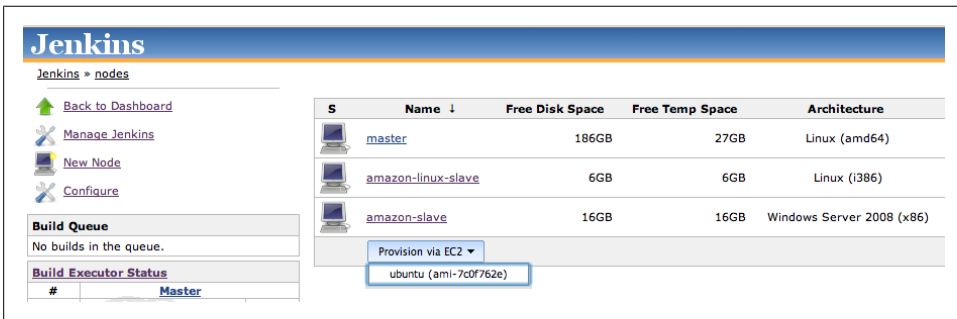 Jenkins
Jenkins » nodes
Back to Dashboard
Manage Jenkins
New Node
Configure
Build Queue
No builds in the queue.
Build Executor Status
# Master
S Name ↓ Free Disk Space Free Temp Space Architecture
master 186GB 27GB Linux (amd64)
amazon-linux-slave 6GB 6GB Linux (i386)
amazon-slave 16GB 16GB Windows Server 2008 (x86)
Provision via EC2 ▼
ubuntu (ami-7c0f762e)